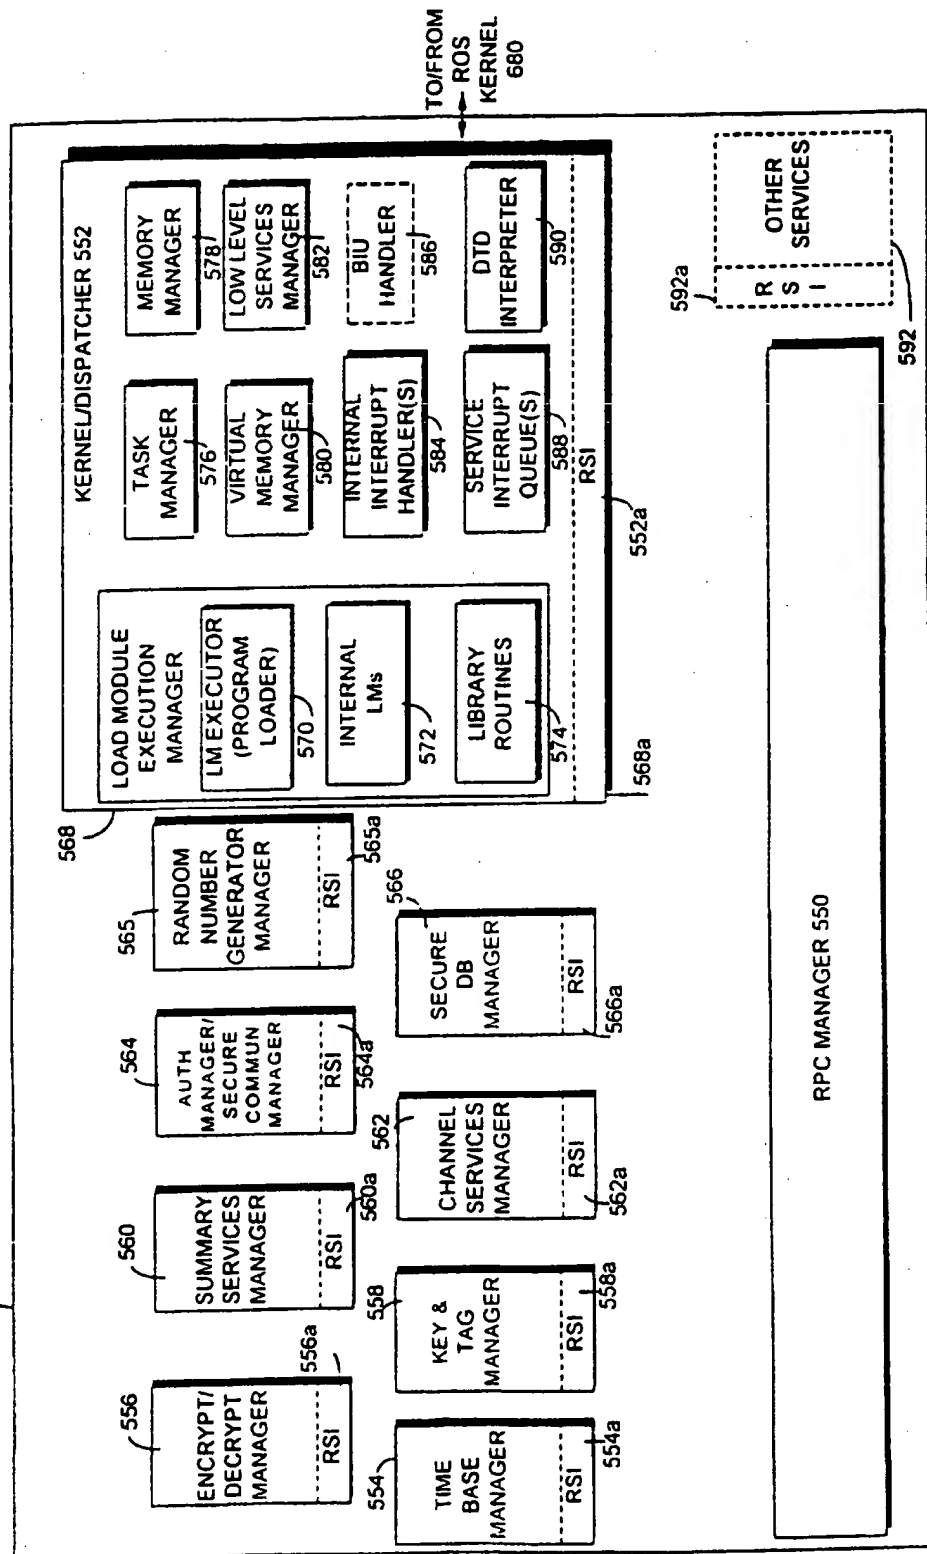 TO/FROM
ROS
KERNEL
680
KERNEL/DISPATCHER 552
LOAD MODULE
EXECUTION
MANAGER
LM EXECUTOR
(PROGRAM
LOADER)
570
INTERNAL
LMs
572
LIBRARY
ROUTINES
574
568
568a
TASK
MANAGER
576
MEMORY
MANAGER
578
VIRTUAL
MEMORY
MANAGER
580
LOW LEVEL
SERVICES
MANAGER
582
INTERNAL
INTERRUPT
HANDLER(S)
584
BIU
HANDLER
586
SERVICE
INTERRUPT
QUEUE(S)
588
DTD
INTERPRETER
590
RSI
552a
556
ENCRYPT/
DECRYPT
MANAGER
RSI
556a
560
SUMMARY
SERVICES
MANAGER
RSI
560a
564
AUTH
MANAGER/
SECURE
COMMUN
MANAGER
RSI
564a
565
RANDOM
NUMBER
GENERATOR
MANAGER
RSI
565a
554
TIME
BASE
MANAGER
RSI
554a
558
KEY &
TAG
MANAGER
RSI
558a
562
CHANNEL
SERVICES
MANAGER
RSI
562a
566
SECURE
DB
MANAGER
RSI
566a
592a
R
S
I
OTHER
SERVICES
592
RPC MANAGER 550